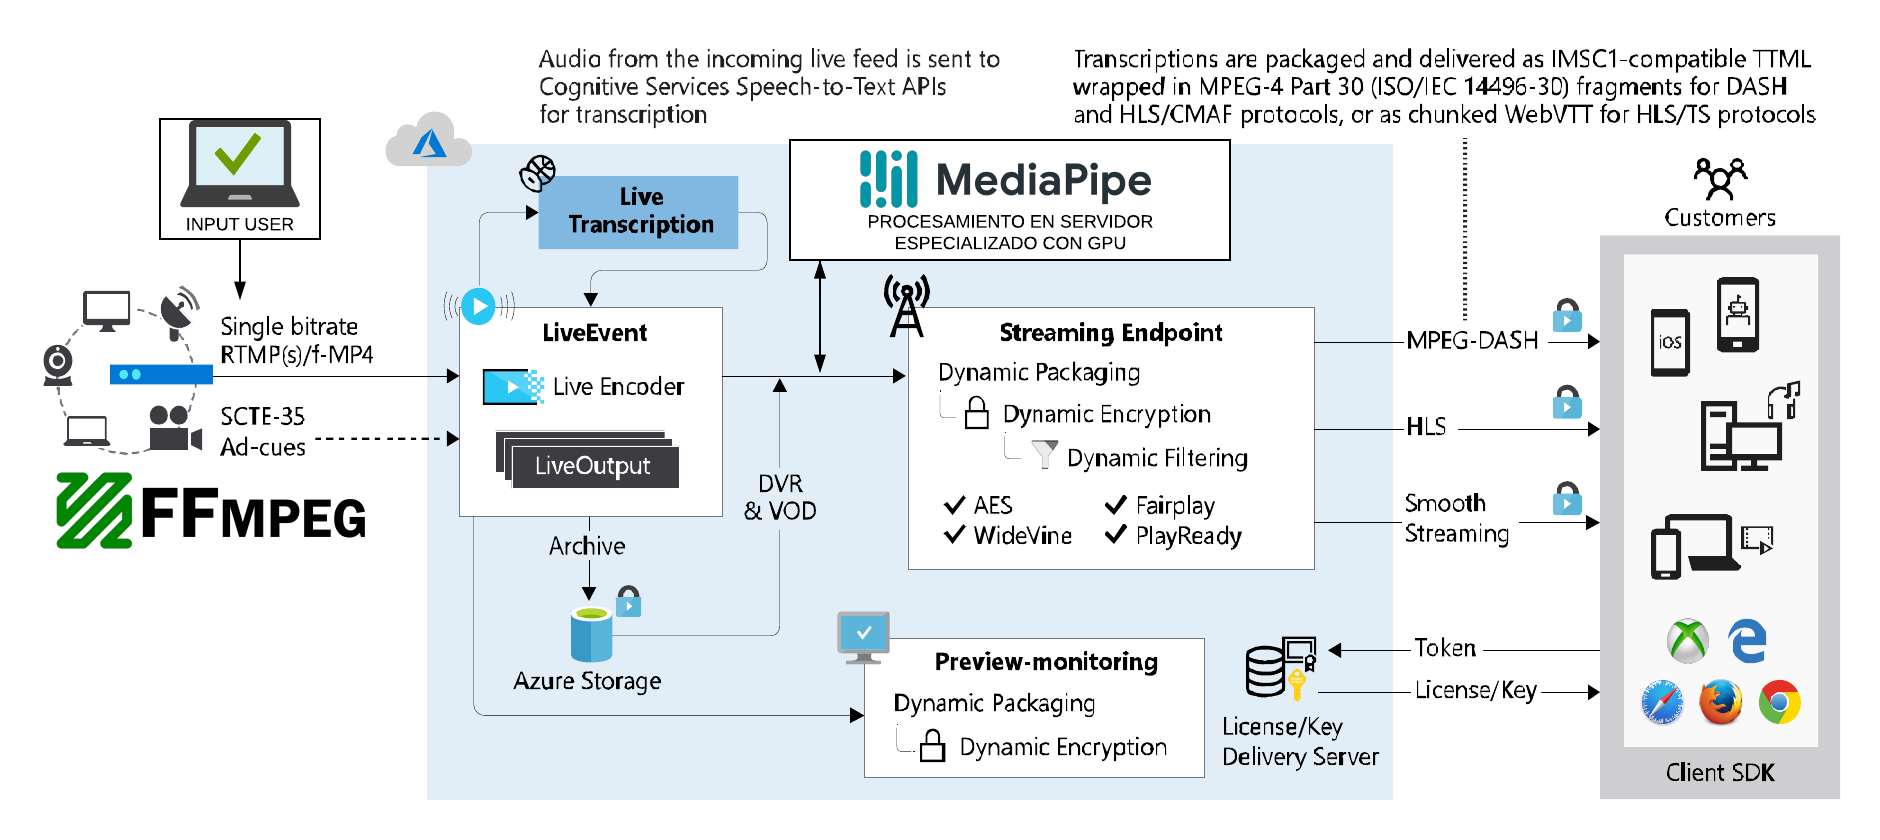 Audio from the incoming live feed is sent to
Cognitive Services Speech-to-Text APIs
for transcription
Transcriptions are packaged and delivered as IMSC1-compatible TTML
wrapped in MPEG-4 Part 30 (ISO/IEC 14496-30) fragments for DASH
and HLS/CMAF protocols, or as chunked WebVTT for HLS/TS protocols
INPUT USER
Live
Transcription
MediaPipe
PROCESAMIENTO EN SERVIDOR
ESPECIALIZADO CON GPU
Customers
Single bitrate
RTMP(s)/f-MP4
SCTE-35
Ad-cues
FFMPEG
LiveEvent
Live Encoder
LiveOutput
Archive
Azure Storage
DVR
& VOD
Streaming Endpoint
Dynamic Packaging
Dynamic Encryption
Dynamic Filtering
AES
Fairplay
WideVine
PlayReady
Preview-monitoring
Dynamic Packaging
Dynamic Encryption
MPEG-DASH
HLS
Smooth
Streaming
Token
License/Key
License/Key
Delivery Server
iOS
Client SDK